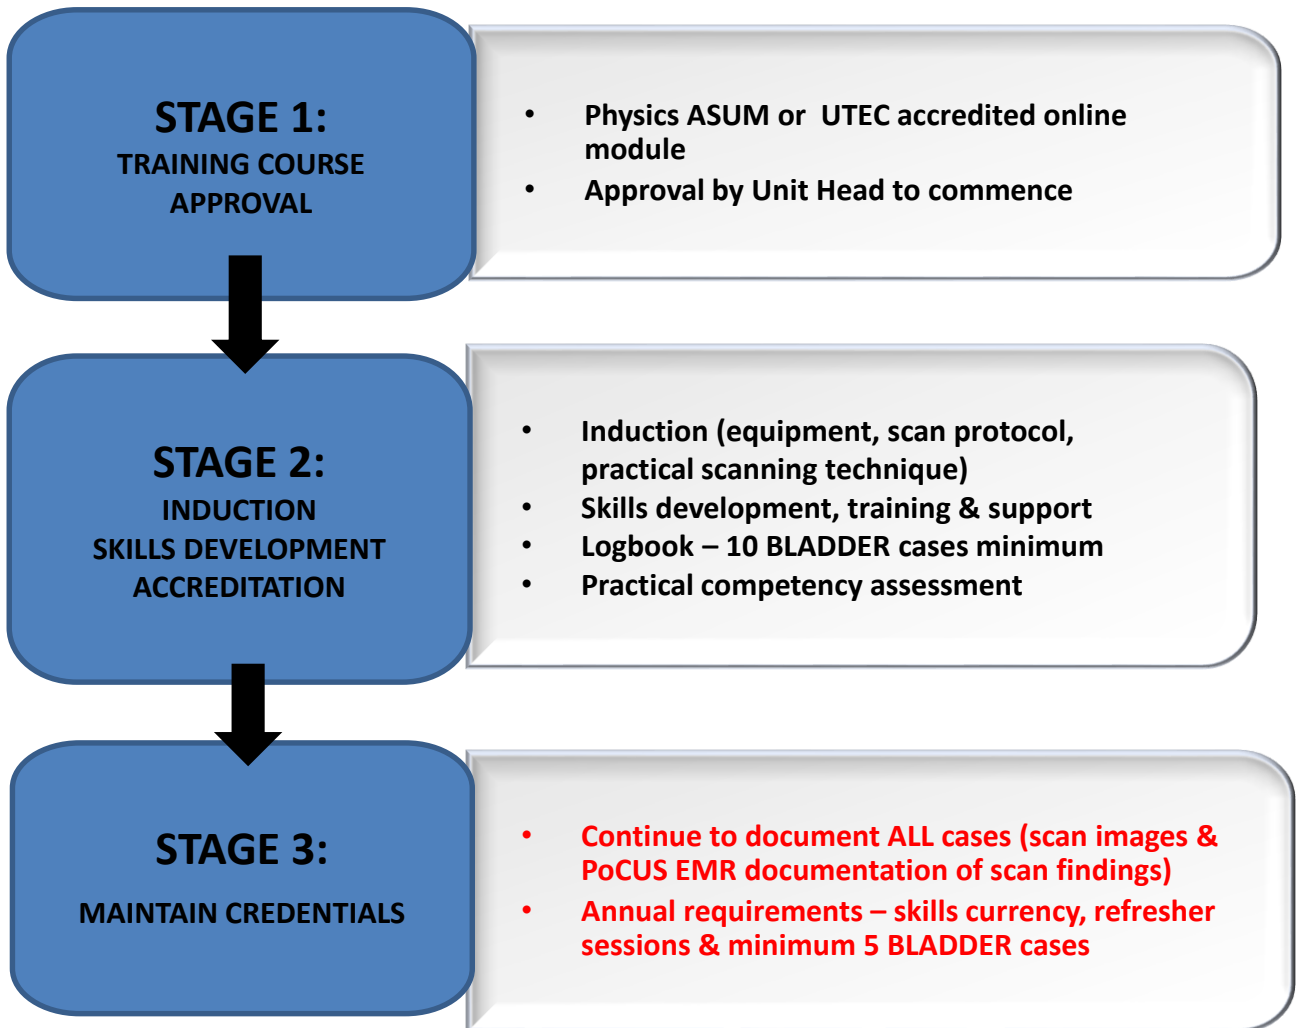 STAGE 1:
TRAINING COURSE
APPROVAL
• Physics ASUM or  UTEC accredited online
module
• Approval by Unit Head to commence
STAGE 2:
INDUCTION
SKILLS DEVELOPMENT
ACCREDITATION
• Induction (equipment, scan protocol,
practical scanning technique)
• Skills development, training & support
• Logbook – 10 BLADDER cases minimum
• Practical competency assessment
STAGE 3:
MAINTAIN CREDENTIALS
• Continue to document ALL cases (scan images &
PoCUS EMR documentation of scan findings)
• Annual requirements – skills currency, refresher
sessions & minimum 5 BLADDER cases